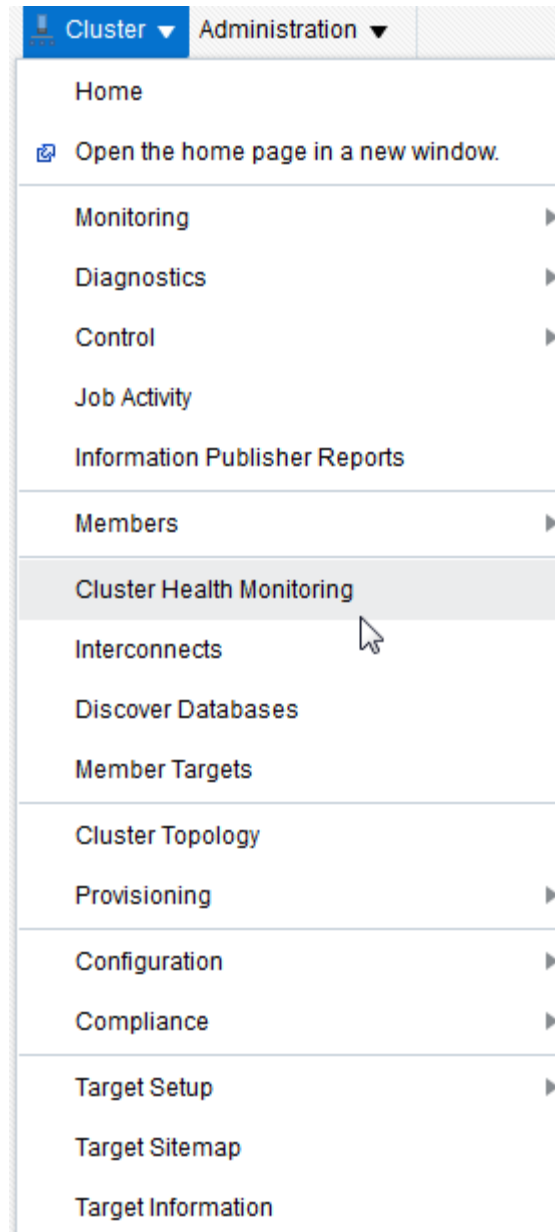 Cluster Administration
Home
Open the home page in a new window.
Monitoring
Diagnostics
Control
Job Activity
Information Publisher Reports
Members
Cluster Health Monitoring
Interconnects
Discover Databases
Member Targets
Cluster Topology
Provisioning
Configuration
Compliance
Target Setup
Target Sitemap
Target Information